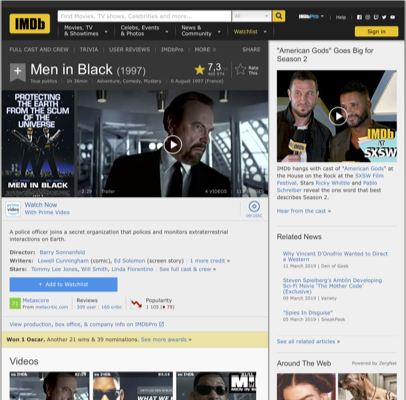 IMDb
Find Movies, TV shows, Celebrities and more...
All
Movies, TV
& Showtimes
Celebs, Events
& Photos
News &
Community
Watchlist
IMDbPro
Help
Sign in
FULL CAST AND CREW
TRIVIA
USER REVIEWS
IMDbPro
MORE
SHARE
Men in Black (1997)
7,3
Rate
This
Tous publics
1h 38min
Adventure, Comedy, Mystery
6 August 1997 (France)
PROTECTING
THE EARTH
FROM THE
SCUM OF
THE
UNIVERSE
MEN IN BLACK
2:29
Trailer
4 VIDEOS
Watch Now
With Prime Video
ON DISC
A police officer joins a secret organization that polices and monitors extraterrestrial
interactions on Earth.
Director: Barry Sonnenfeld
Writers: Lowell Cunningham (comic), Ed Solomon (screen story) | 1 more credit »
Stars: Tommy Lee Jones, Will Smith, Linda Fiorentino | See full cast & crew »
+ Add to Watchlist
71
Metascore
From metacritic.com
Reviews
309 user | 160 critic
Popularity
1 105 (♦ 79)
View production, box office, & company info on IMDbPro
Won 1 Oscar. Another 21 wins & 39 nominations. See more awards »
Videos
"American Gods" Goes Big for
Season 2
IMDb
at
SXSW
IMDb hangs with cast of "American Gods"
at the House on the Rock at the SXSW Film
Festival. Stars Ricky Whittle and Pablo
Schreiber reveal the one word that best
describes Season 2.
Hear from the cast »
Related News
Why Vincent D'Onofrio Wanted to Direct
a Western
11 March 2019 | Den of Geek
Steven Spielberg's Amblin Developing
Sci-Fi Movie 'The Mother Code'
(Exclusive)
09 March 2019 | Variety
"Spies In Disguise"
05 March 2019 | SneakPeek
See all related articles »
Around The Web
Powered by ZergNet